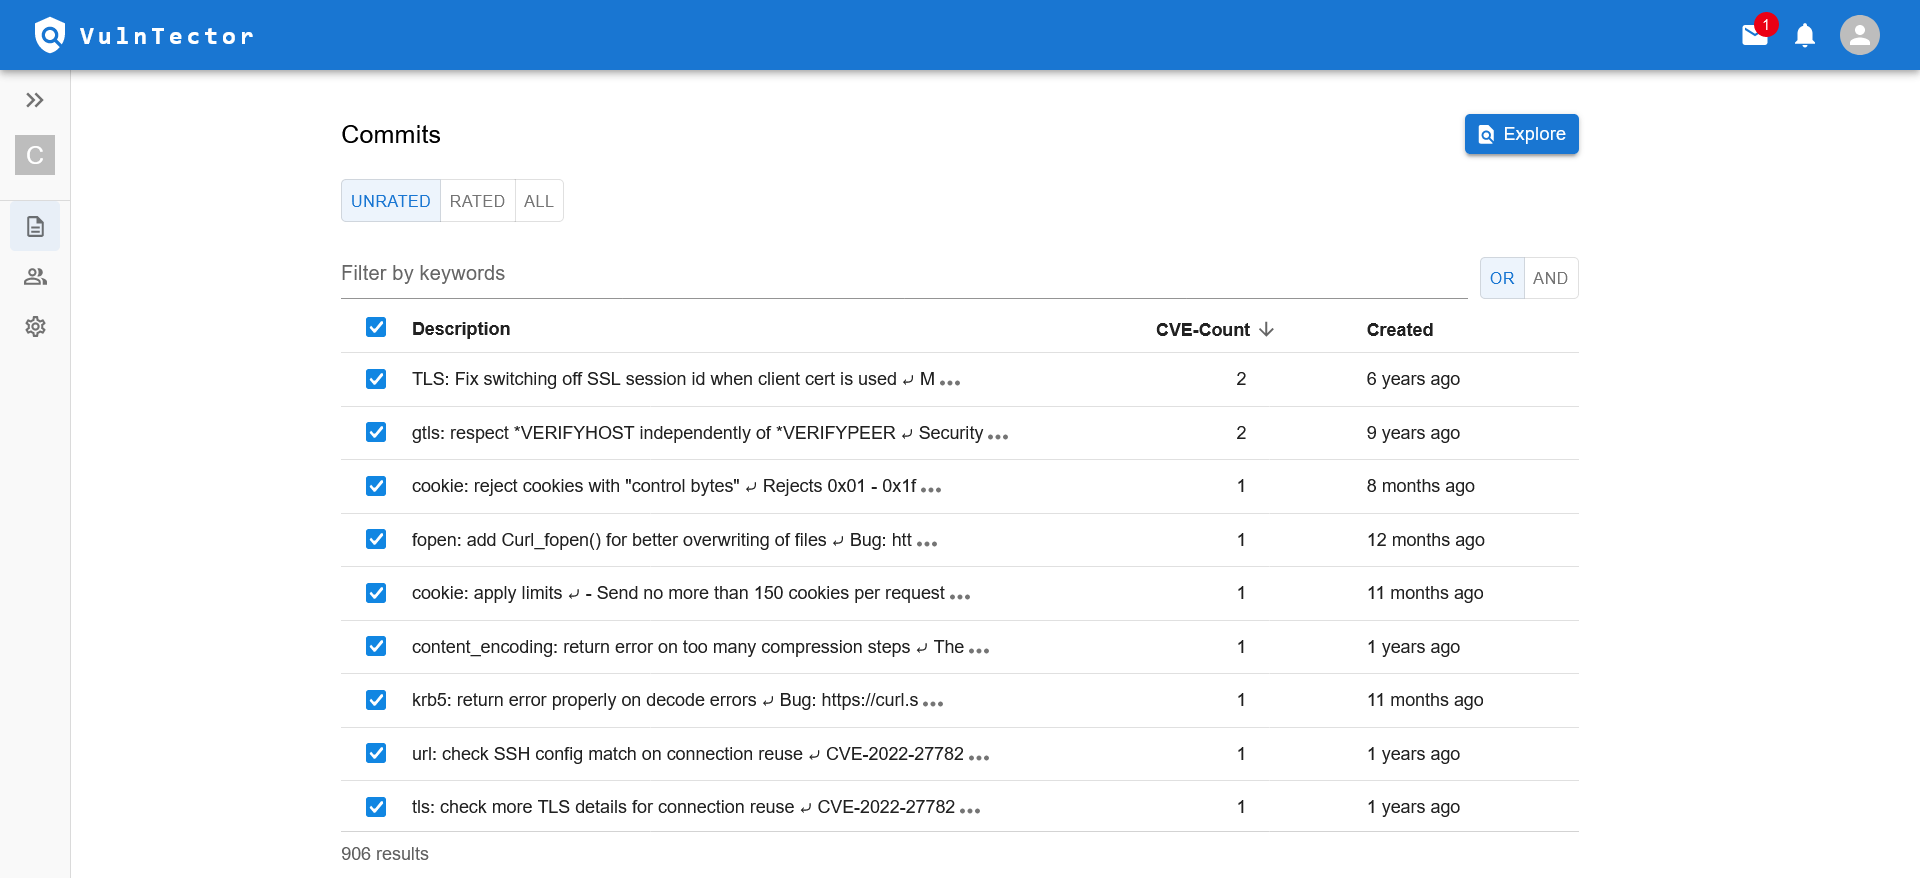 VulnTector
1
C
Commits
Explore
UNRATED RATED ALL
Filter by keywords
OR AND
Description CVE-Count Created
TLS: Fix switching off SSL session id when client cert is used ⤶ M ••• 2 6 years ago
gtls: respect *VERIFYHOST independently of *VERIFYPEER ⤶ Security ••• 2 9 years ago
cookie: reject cookies with "control bytes" ⤶ Rejects 0x01 - 0x1f ••• 1 8 months ago
fopen: add Curl_fopen() for better overwriting of files ⤶ Bug: htt ••• 1 12 months ago
cookie: apply limits ⤶ - Send no more than 150 cookies per request ••• 1 11 months ago
content_encoding: return error on too many compression steps ⤶ The ••• 1 1 years ago
krb5: return error properly on decode errors ⤶ Bug: https://curl.s ••• 1 11 months ago
url: check SSH config match on connection reuse ⤶ CVE-2022-27782 ••• 1 1 years ago
tls: check more TLS details for connection reuse ⤶ CVE-2022-27782 ••• 1 1 years ago
906 results